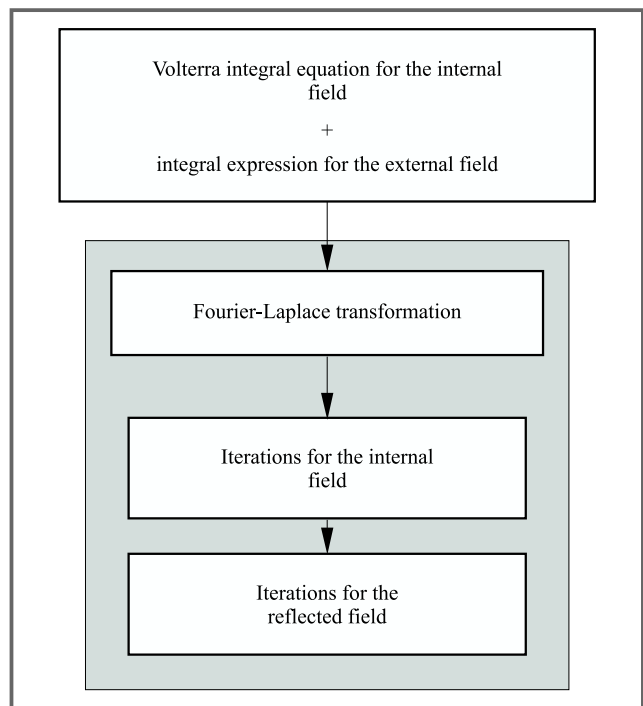 Volterra integral equation for the internal
field
+
integral expression for the external field
Fourier-Laplace transformation
Iterations for the internal
field
Iterations for the
reflected field